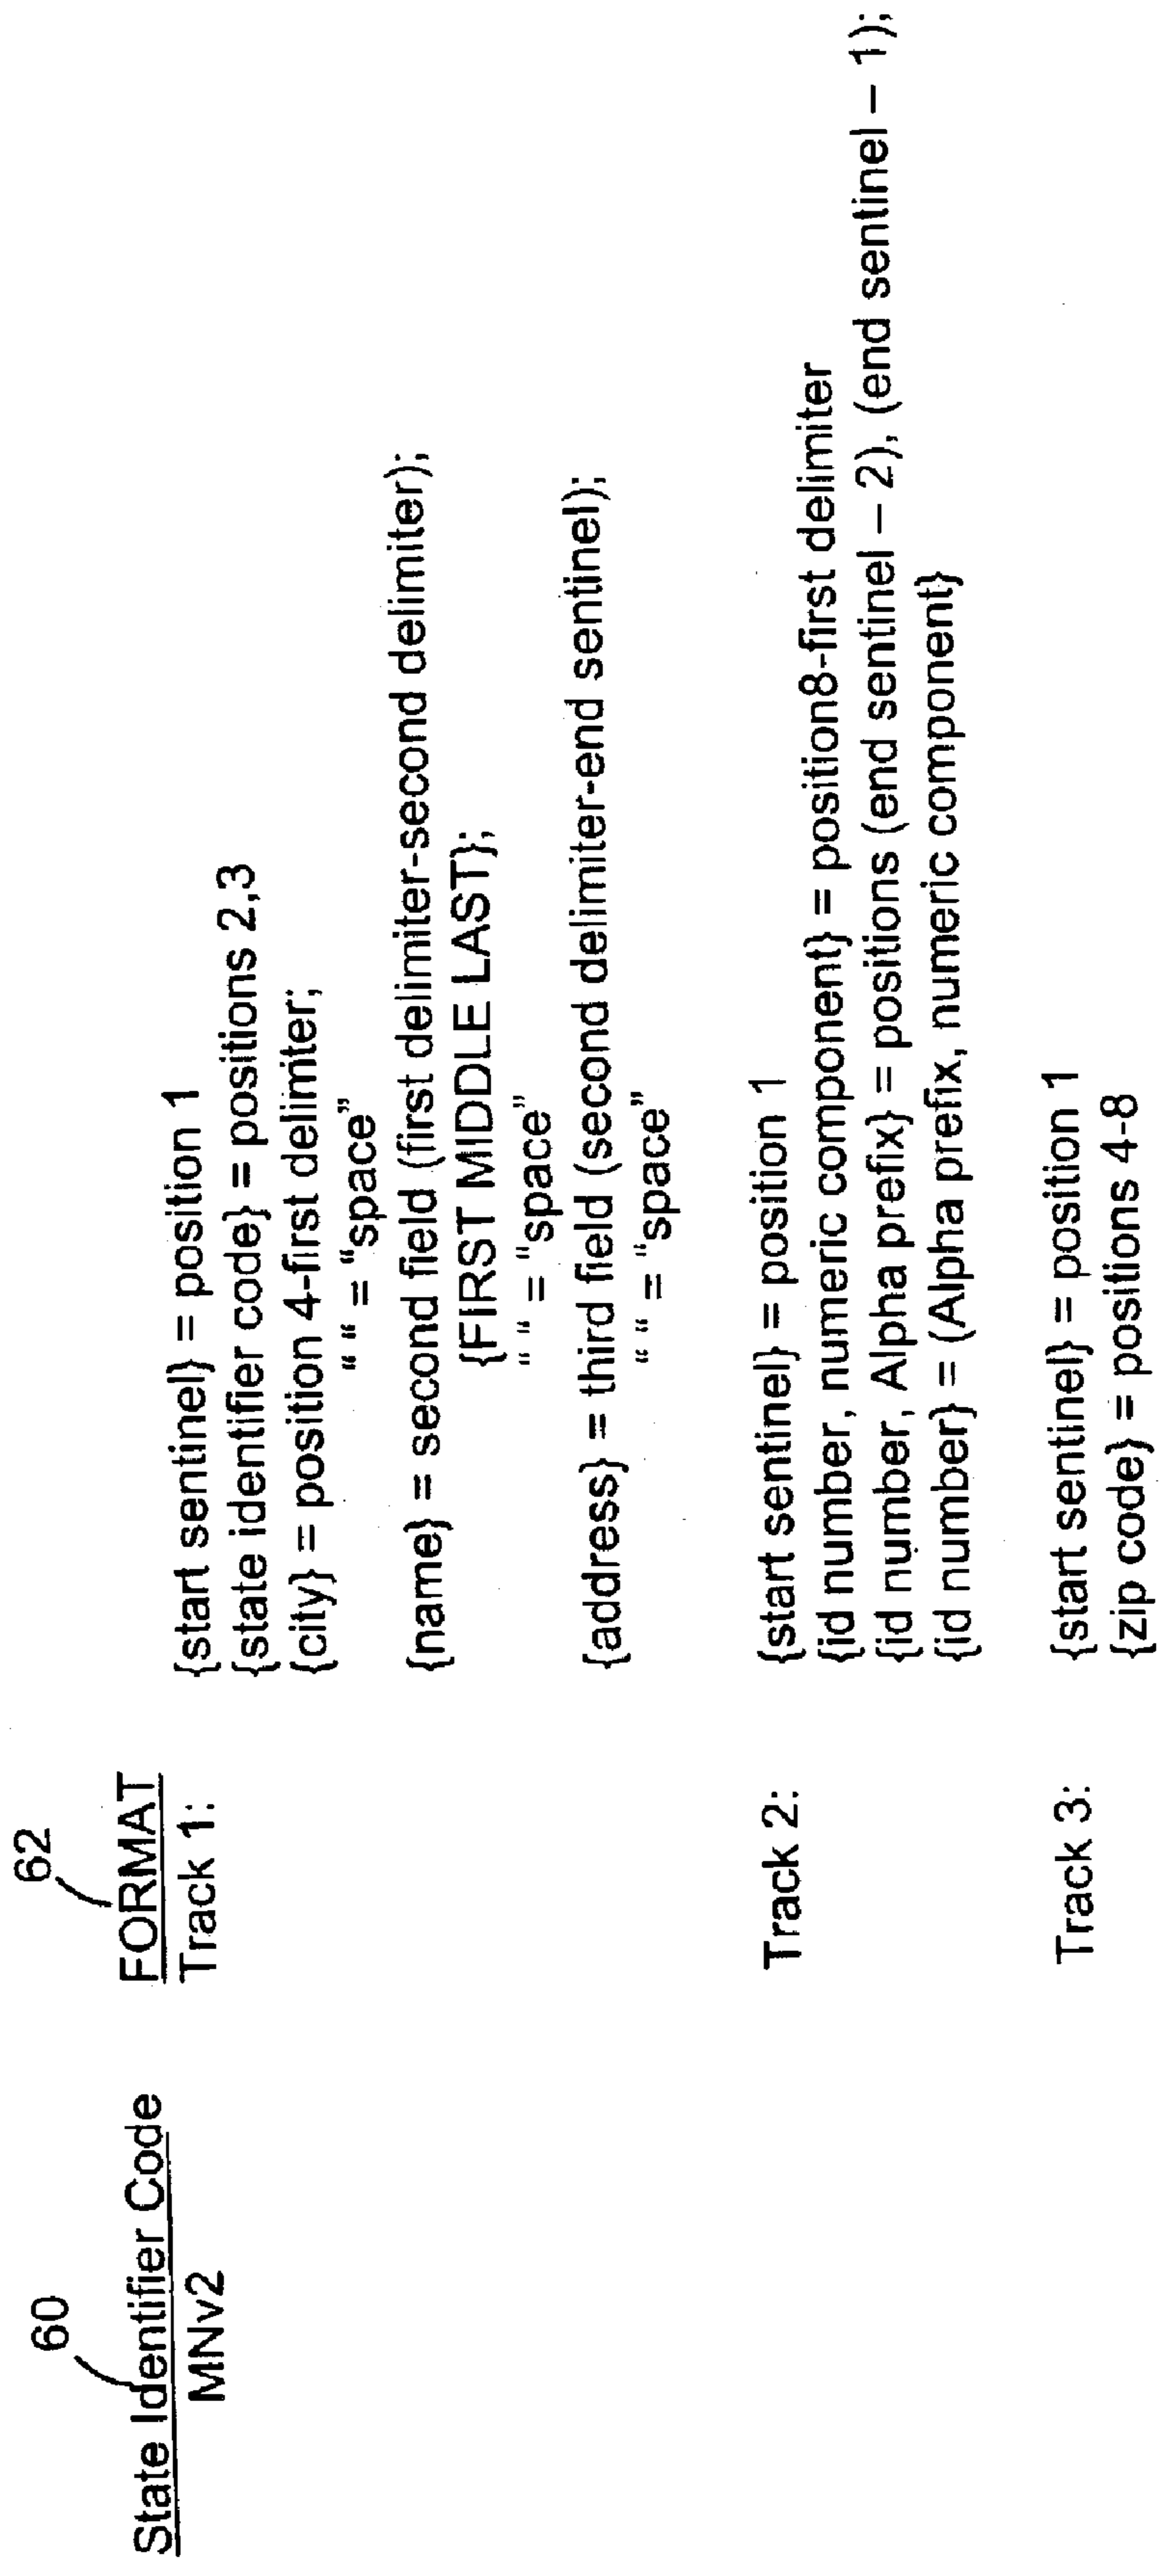 60
62
State Identifier Code
FORMAT
MNv2
Track 1:
{start sentinel} = position 1
{state identifier code} = positions 2,3
{city} = position 4-first delimiter;
“ “ = “space”
{name} = second field (first delimiter-second delimiter);
{FIRST MIDDLE LAST};
“ “ = “space”
{address} = third field (second delimiter-end sentinel);
“ “ = “space”
Track 2:
{start sentinel} = position 1
{id number, numeric component} = position8-first delimiter
{id number, Alpha prefix} = positions (end sentinel – 2), (end sentinel – 1);
{id number} = (Alpha prefix, numeric component}
Track 3:
{start sentinel} = position 1
{zip code} = positions 4-8